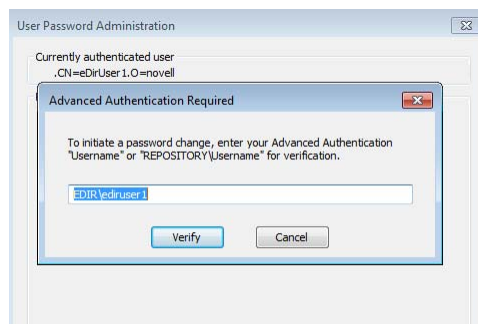 User Password Administration
Currently authenticated user
.CN=eDirUser1.O=novell
Advanced Authentication Required
To initiate a password change, enter your Advanced Authentication
"Username" or "REPOSITORY\Username" for verification.
EDIR\ediruser1
Verify Cancel